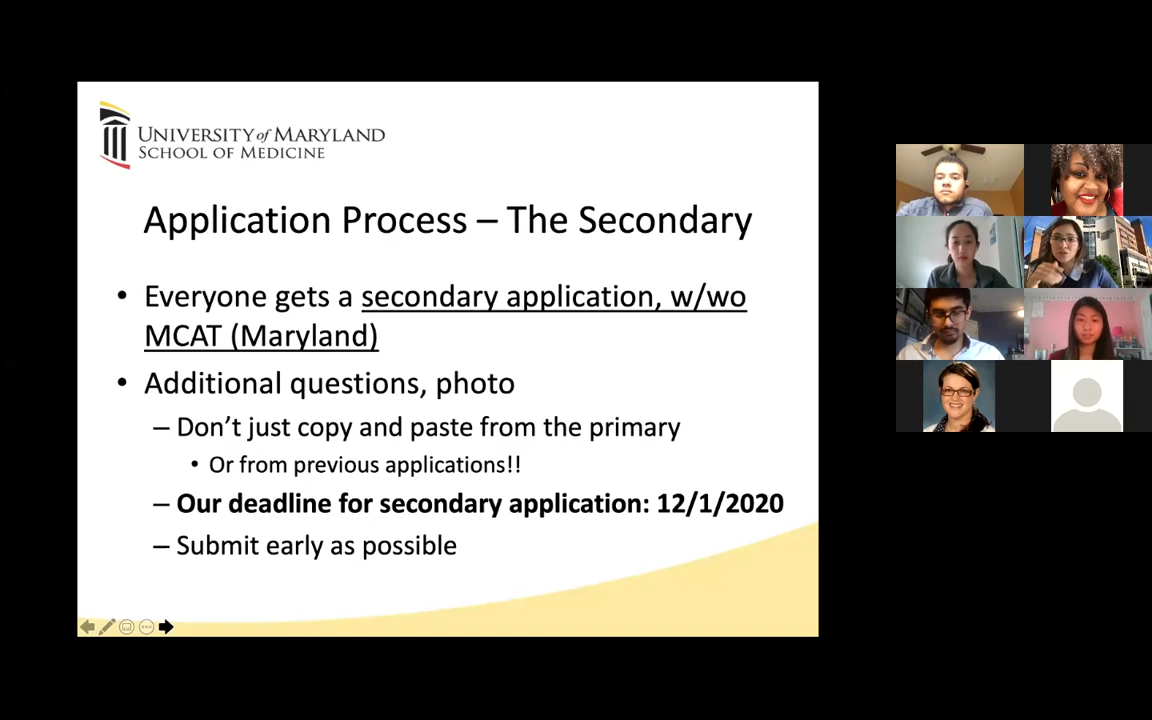 UNIVERSITY of MARYLAND
SCHOOL OF MEDICINE
Application Process – The Secondary
• Everyone gets a secondary application, w/wo
MCAT (Maryland)
• Additional questions, photo
– Don’t just copy and paste from the primary
• Or from previous applications!!
– Our deadline for secondary application: 12/1/2020
– Submit early as possible